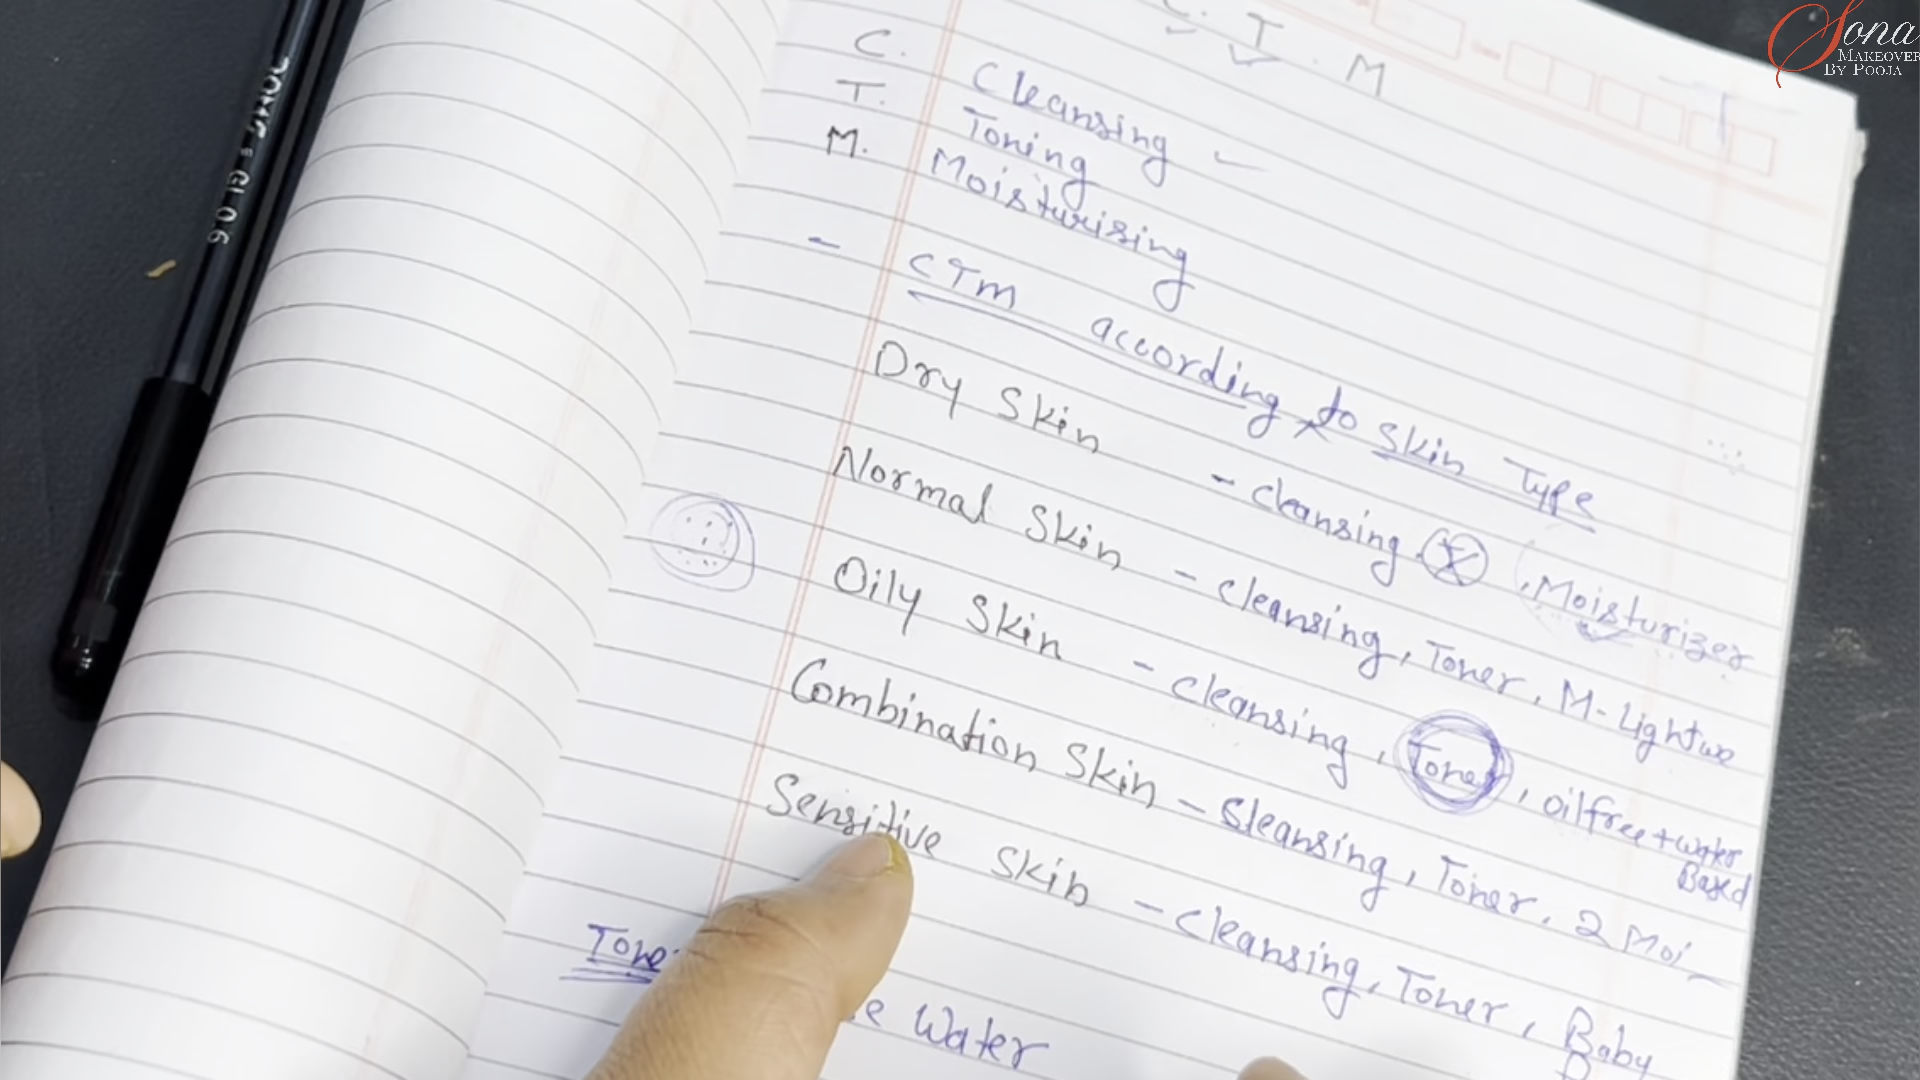 Sona
MAKEOVER
BY POOJA
C. T. M
C. Cleansing
T. Toning
M. Moisturising
- CTM according to Skin Type
Dry Skin - cleansing, Moisturizer
Normal Skin - cleansing, Toner, M-Lightwe
Oily Skin - cleansing, Toner, oilfree + water
Based
Combination Skin - Sleansing, Toner, 2 Moi
Sensitive Skin - cleansing, Toner, Baby
Tone
Water